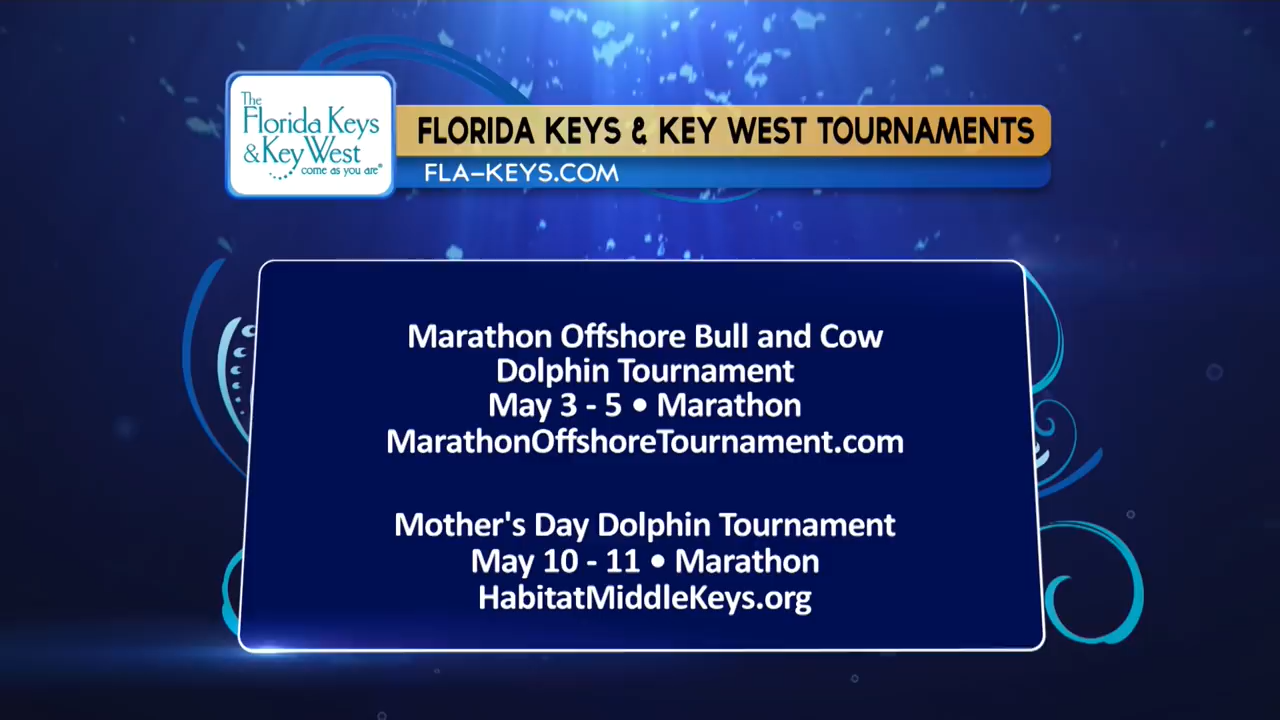 The
Florida Keys
& Key West
come as you are®
FLORIDA KEYS & KEY WEST TOURNAMENTS
FLA-KEYS.COM
Marathon Offshore Bull and Cow
Dolphin Tournament
May 3 - 5 • Marathon
MarathonOffshoreTournament.com
Mother's Day Dolphin Tournament
May 10 - 11 • Marathon
HabitatMiddleKeys.org